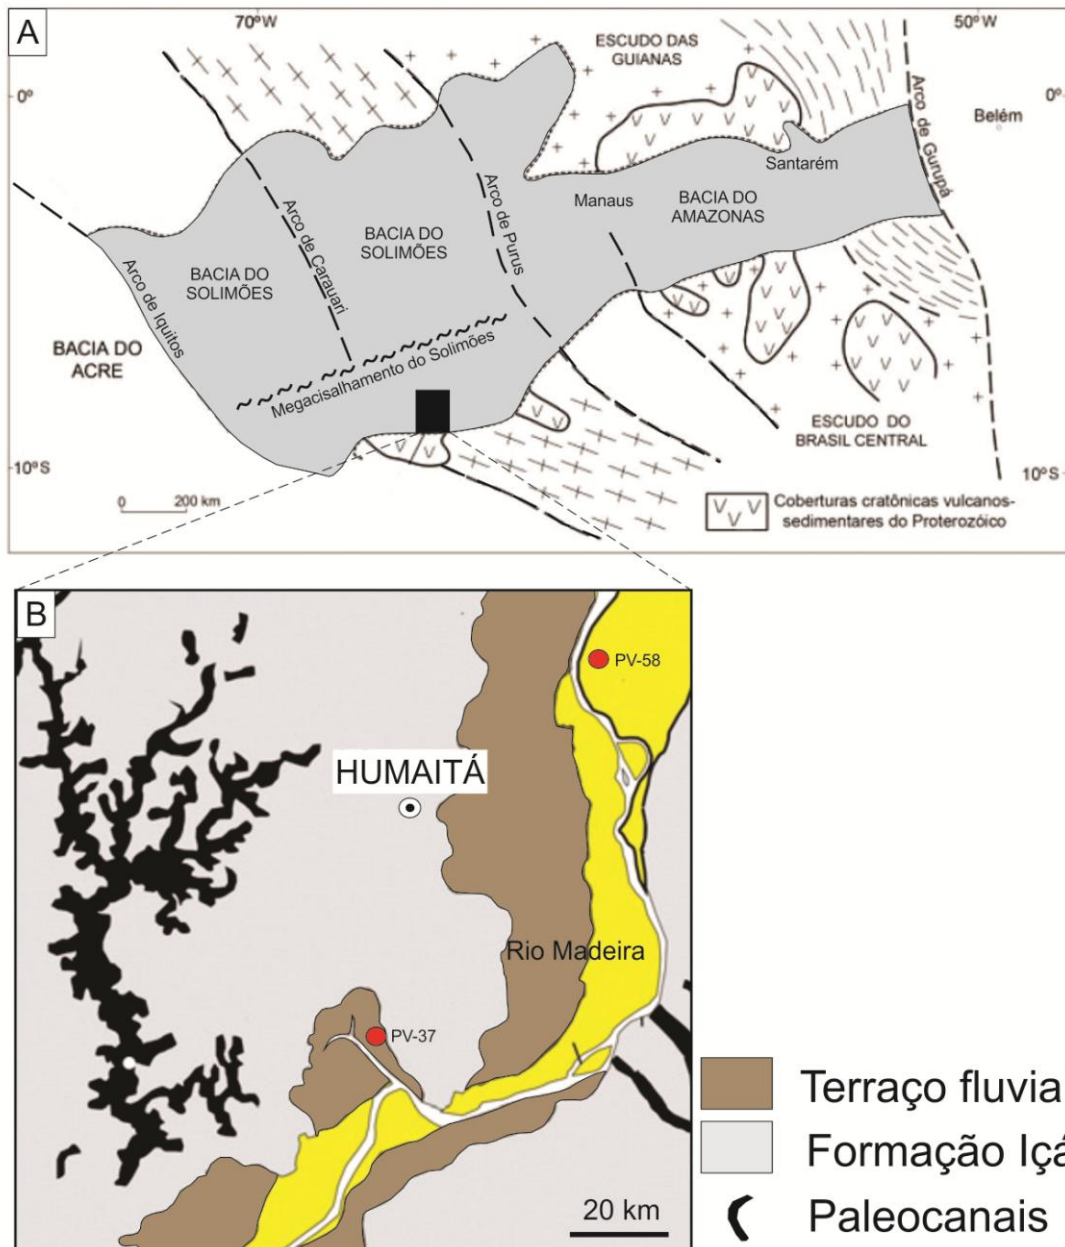 A
70°W
50°W
ESCUDO DAS
GUIANAS
0º
0º
Belém
Arco de Gurupá
Santarém
Manaus
BACIA DO
AMAZONAS
Arco de Purus
BACIA DO
SOLIMÕES
Arco de Carauari
BACIA DO
SOLIMÕES
Arco de Iquitos
BACIA DO
ACRE
Megacisalhamento do Solimões
ESCUDO DO
BRASIL CENTRAL
10ºS
10ºS
0 200 km
Coberturas cratônicas vulcanos-
sedimentares do Proterozóico
B
PV-58
HUMAITÁ
Rio Madeira
PV-37
20 km
Terraço fluvia
Formação Içá
Paleocanais